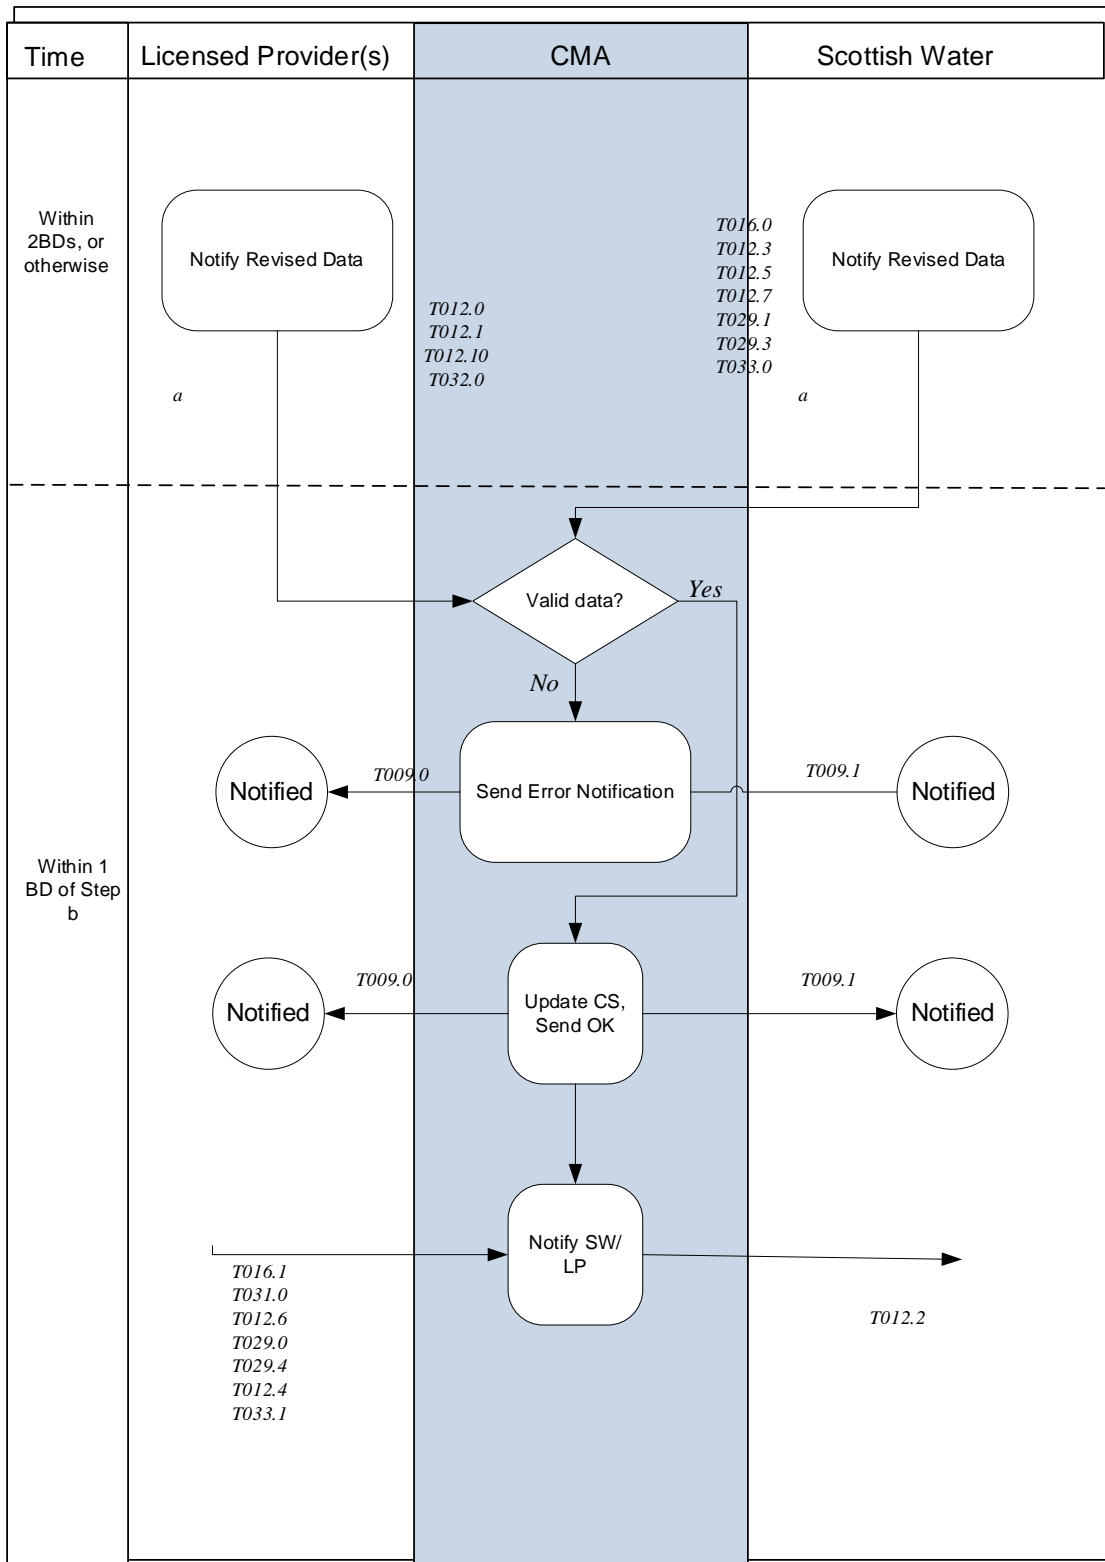 Time
Licensed Provider(s)
CMA
Scottish Water
Within
2BDs, or
otherwise
Notify Revised Data
T012.0
T012.1
T012.10
T032.0
T016.0
T012.3
T012.5
T012.7
T029.1
T029.3
T033.0
Notify Revised Data
a
a
Valid data?
Yes
No
Within 1
BD of Step
b
Notified
T009.0
Send Error Notification
T009.1
Notified
Notified
T009.0
Update CS,
Send OK
T009.1
Notified
Notify SW/
LP
T016.1
T031.0
T012.6
T029.0
T029.4
T012.4
T033.1
T012.2